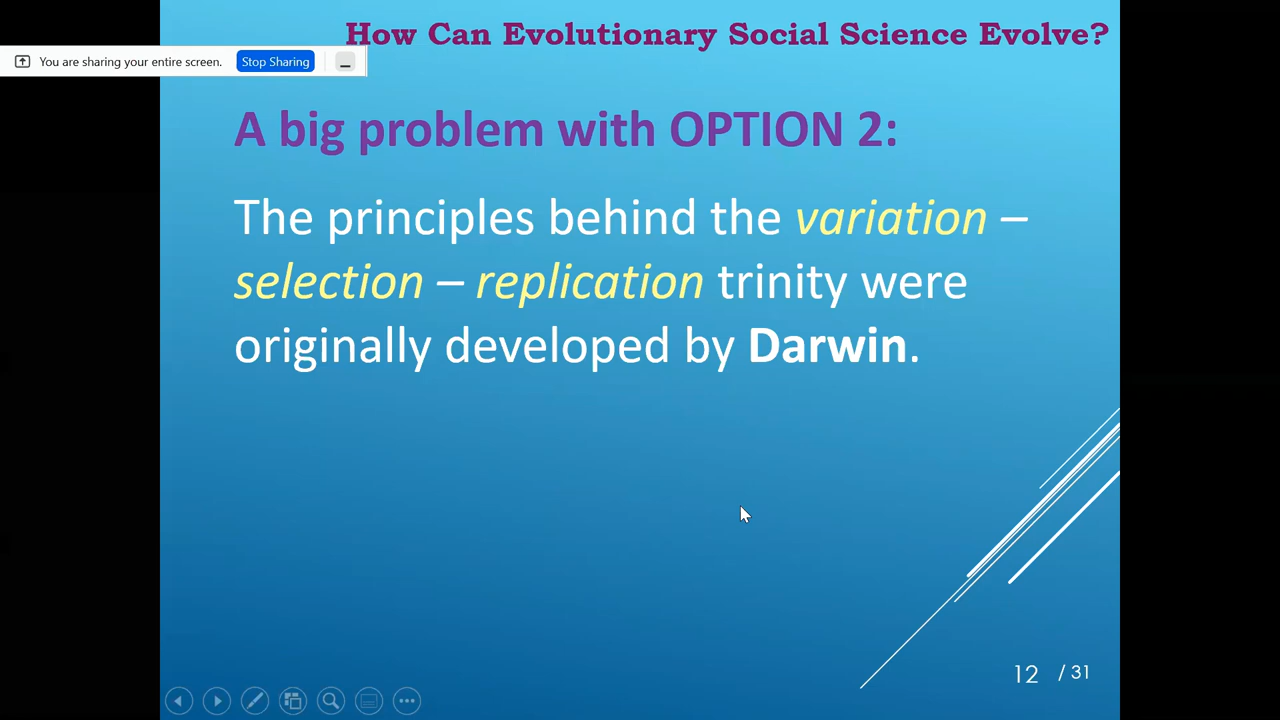 How Can Evolutionary Social Science Evolve?
You are sharing your entire screen.
Stop Sharing
A big problem with OPTION 2:
The principles behind the variation –
selection – replication trinity were
originally developed by Darwin.
12 / 31